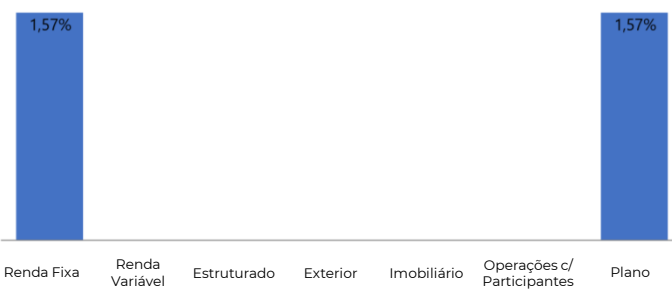 1,57%
1,57%
Renda Fixa
Renda
Variável
Estruturado
Exterior
Imobiliário
Operações c/
Participantes
Plano